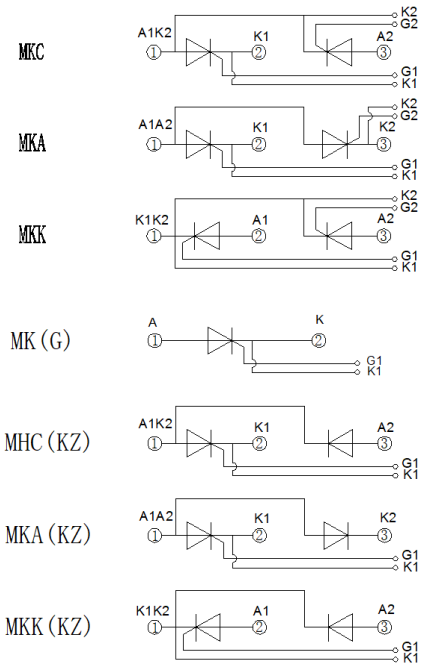 K2
A1K2 K1 A2 G2
MKC ① ② ③
G1
K1
K2
A1A2 K1 G2
K2
MKA ① ② ③
G1
K1
K2
K1K2 A1 A2 G2
MKK ① ② ③
G1
K1
A K
MK(G) ① ②
G1
K1
A1K2 K1 A2
MHC(KZ) ① ② ③
G1
K1
A1A2 K1 K2
MKA(KZ) ① ② ③
G1
K1
K1K2 A1 A2
MKK(KZ) ① ② ③
G1
K1